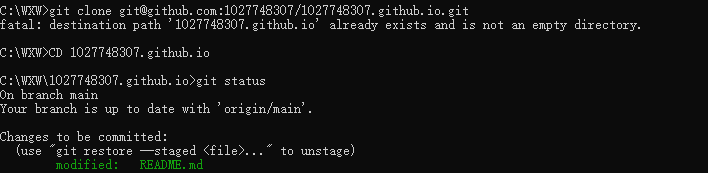 C:\WXW>git clone git@github.com:1027748307/1027748307.github.io.git
fatal: destination path '1027748307.github.io' already exists and is not an empty directory.
C:\WXW>CD 1027748307.github.io
C:\WXW\1027748307.github.io>git status
On branch main
Your branch is up to date with 'origin/main'.
Changes to be committed:
(use "git restore --staged <file>..." to unstage)
modified:   README.md